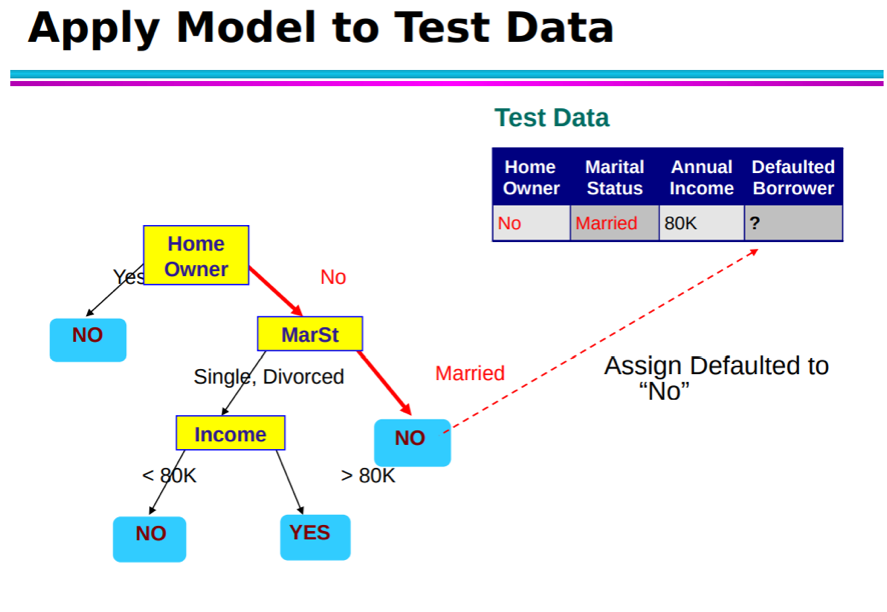 Apply Model to Test Data
Test Data
Home Owner Marital Status Annual Income Defaulted Borrower
No Married 80K ?
Home
Owner
Yes
No
NO
MarSt
Single, Divorced
Married
Assign Defaulted to
“No”
Income
NO
< 80K
> 80K
NO
YES